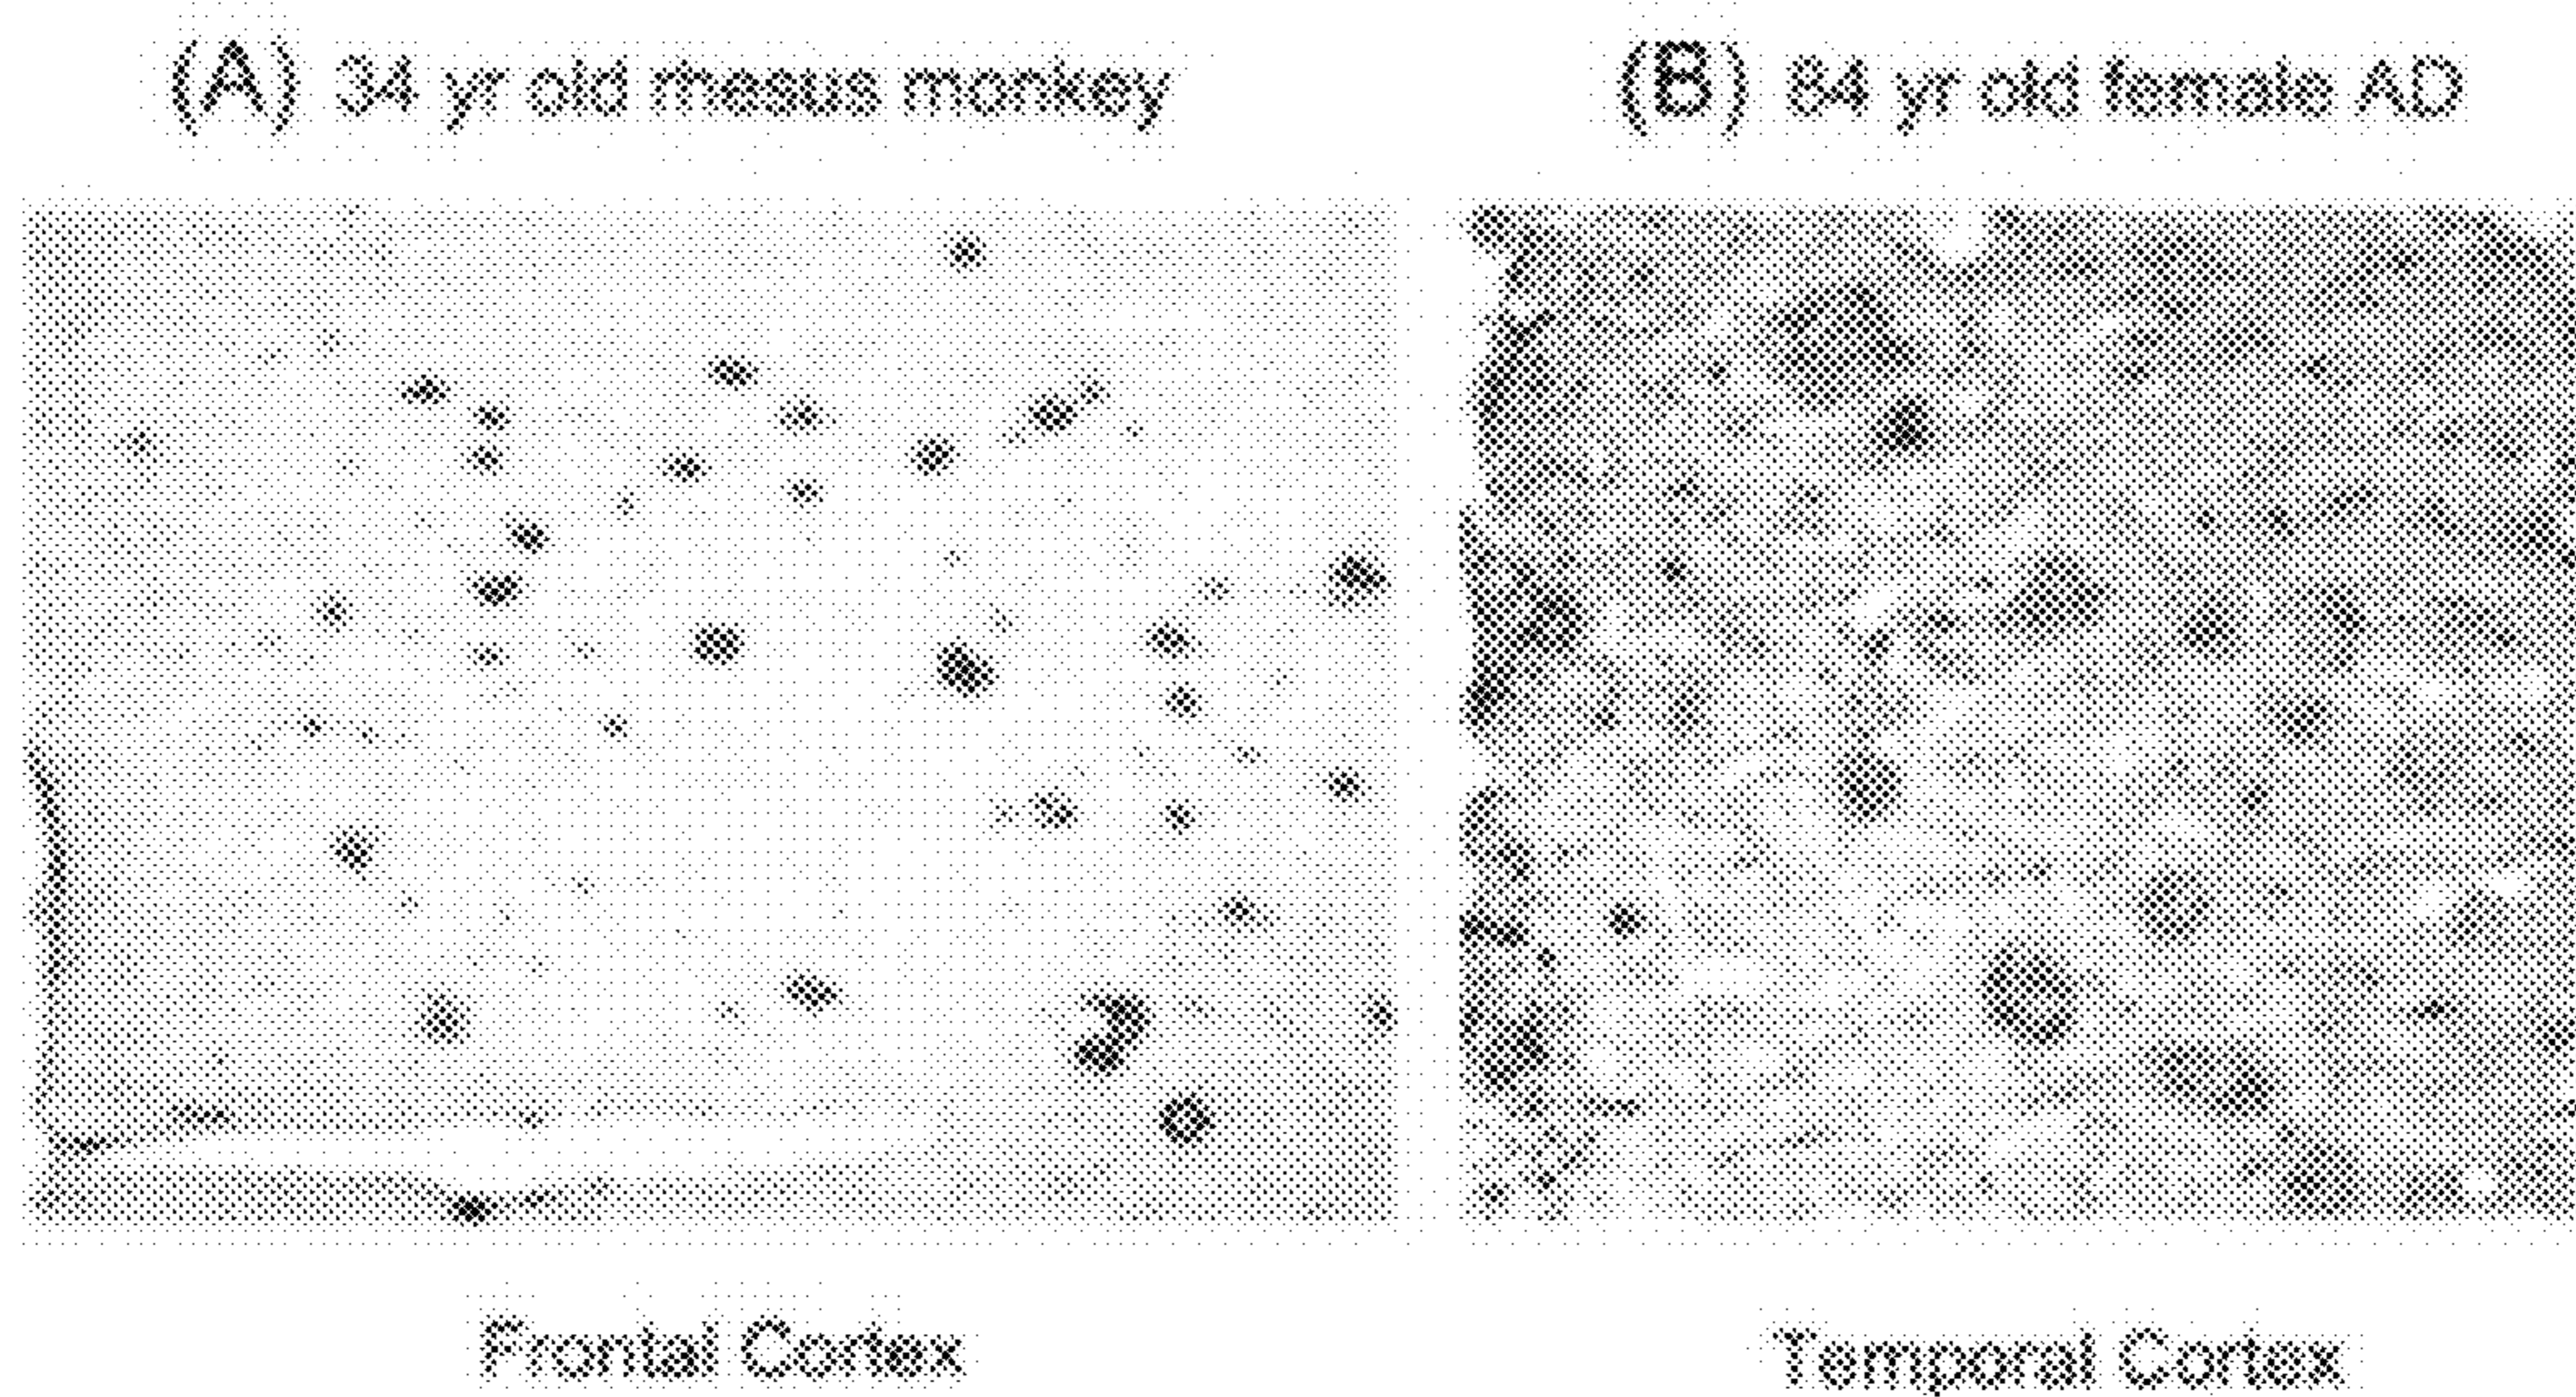 (A) 34 yr old rhesus monkey
(B) 84 yr old female AD
Frontal Cortex
Temporal Cortex